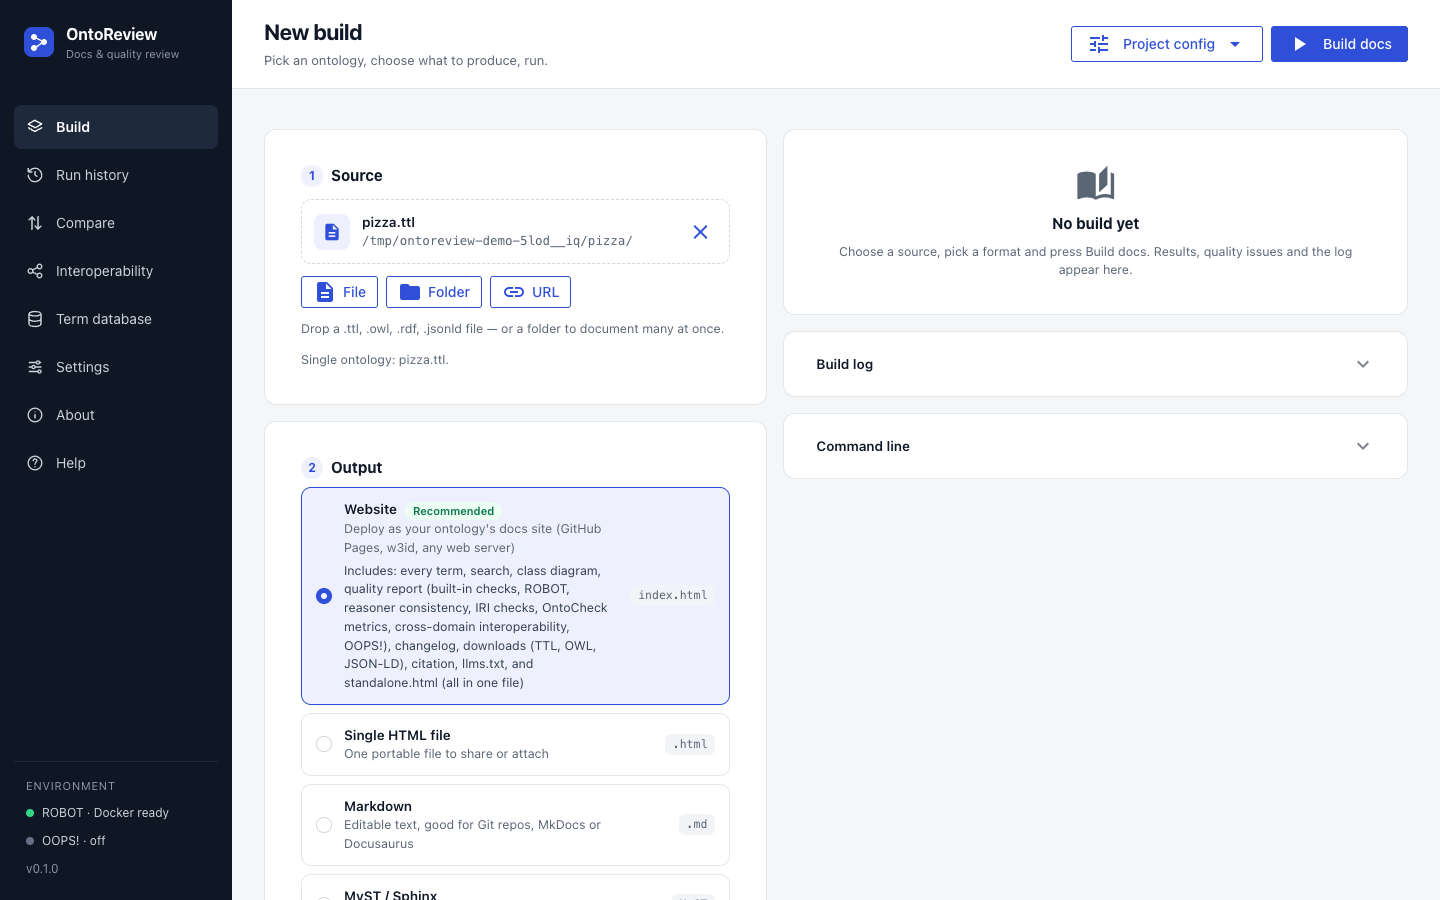 OntoReview
Docs & quality review
Build
Run history
Compare
Interoperability
Term database
Settings
About
Help
ENVIRONMENT
ROBOT · Docker ready
OOPS! · off
v0.1.0
New build
Pick an ontology, choose what to produce, run.
Project config
Build docs
1 Source
pizza.ttl
/tmp/ontoreview-demo-5lod__iq/pizza/
File
Folder
URL
Drop a .ttl, .owl, .rdf, .jsonld file — or a folder to document many at once.
Single ontology: pizza.ttl.
2 Output
Website Recommended
Deploy as your ontology's docs site (GitHub
Pages, w3id, any web server)
Includes: every term, search, class diagram,
quality report (built-in checks, ROBOT,
reasoner consistency, IRI checks, OntoCheck
metrics, cross-domain interoperability,
OOPS!), changelog, downloads (TTL, OWL,
JSON-LD), citation, llms.txt, and
standalone.html (all in one file)
index.html
Single HTML file
One portable file to share or attach
.html
Markdown
Editable text, good for Git repos, MkDocs or
Docusaurus
.md
MyST / Sphinx
No build yet
Choose a source, pick a format and press Build docs. Results, quality issues and the log
appear here.
Build log
Command line